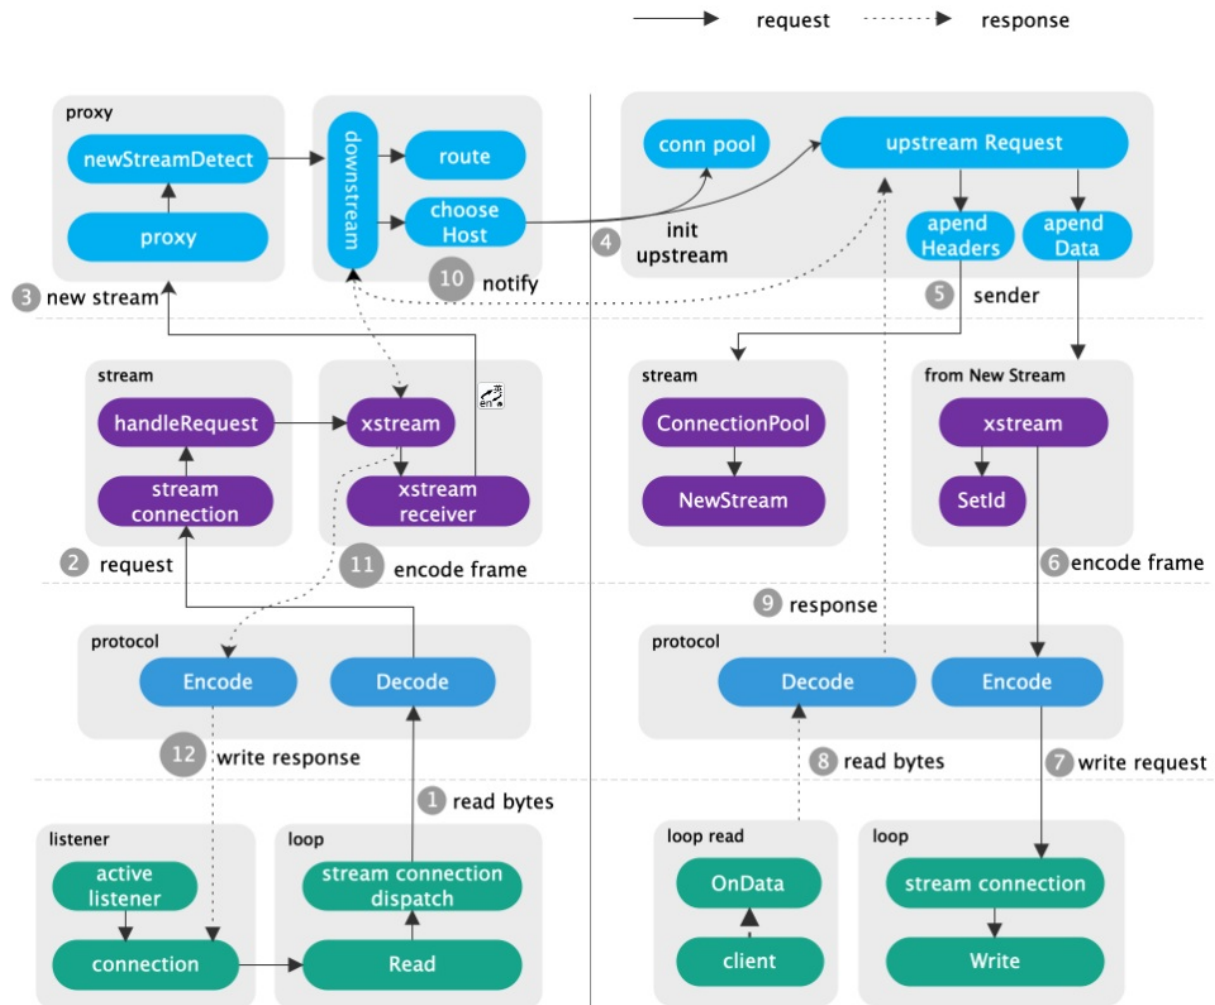 request
response
proxy
newStreamDetect
proxy
downstream
route
choose
Host
conn pool
upstream Request
apend
Headers
apend
Data
4
init
upstream
10 notify
3 new stream
5 sender
stream
handleRequest
stream
connection
xstream
en
xstream
receiver
stream
ConnectionPool
NewStream
from New Stream
xstream
SetId
2 request
11 encode frame
6 encode frame
9 response
protocol
Encode
Decode
protocol
Decode
Encode
12 write response
1 read bytes
8 read bytes
7 write request
listener
active
listener
connection
loop
stream connection
dispatch
Read
loop read
OnData
client
loop
stream connection
Write